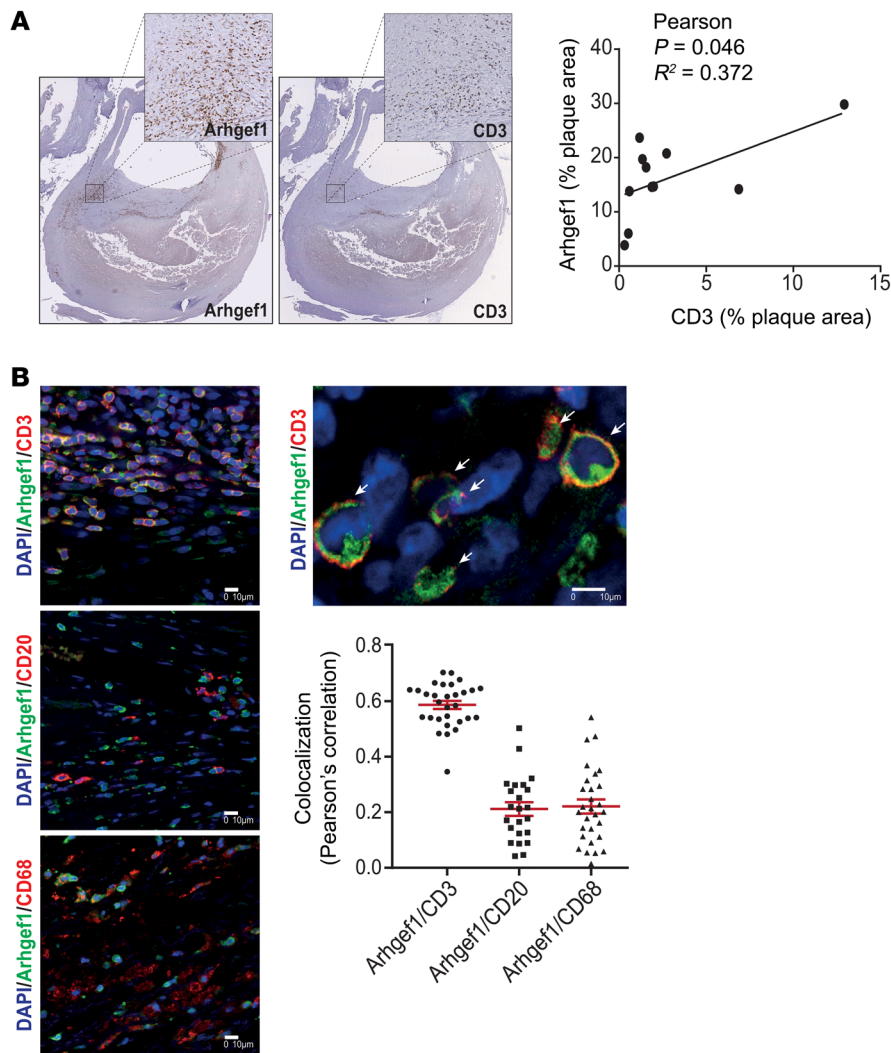 A
Arhgef1
CD3
Arhgef1
CD3
Pearson
P = 0.046
R² = 0.372
Arhgef1 (% plaque area)
40
30
20
10
0
0
5
10
15
CD3 (% plaque area)
B
DAPI/Arhgef1/CD3
0 10μm
DAPI/Arhgef1/CD3
0 10μm
DAPI/Arhgef1/CD20
0 10μm
DAPI/Arhgef1/CD68
0 10μm
Colocalization
(Pearson’s correlation)
0.8
0.6
0.4
0.2
0.0
Arhgef1/CD3
Arhgef1/CD20
Arhgef1/CD68